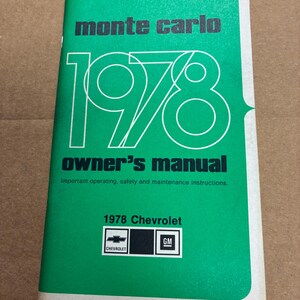 monte carlo
1978
owner's manual
Important operating, safety and maintenance instructions.
1978 Chevrolet
CHEVROLET
GM